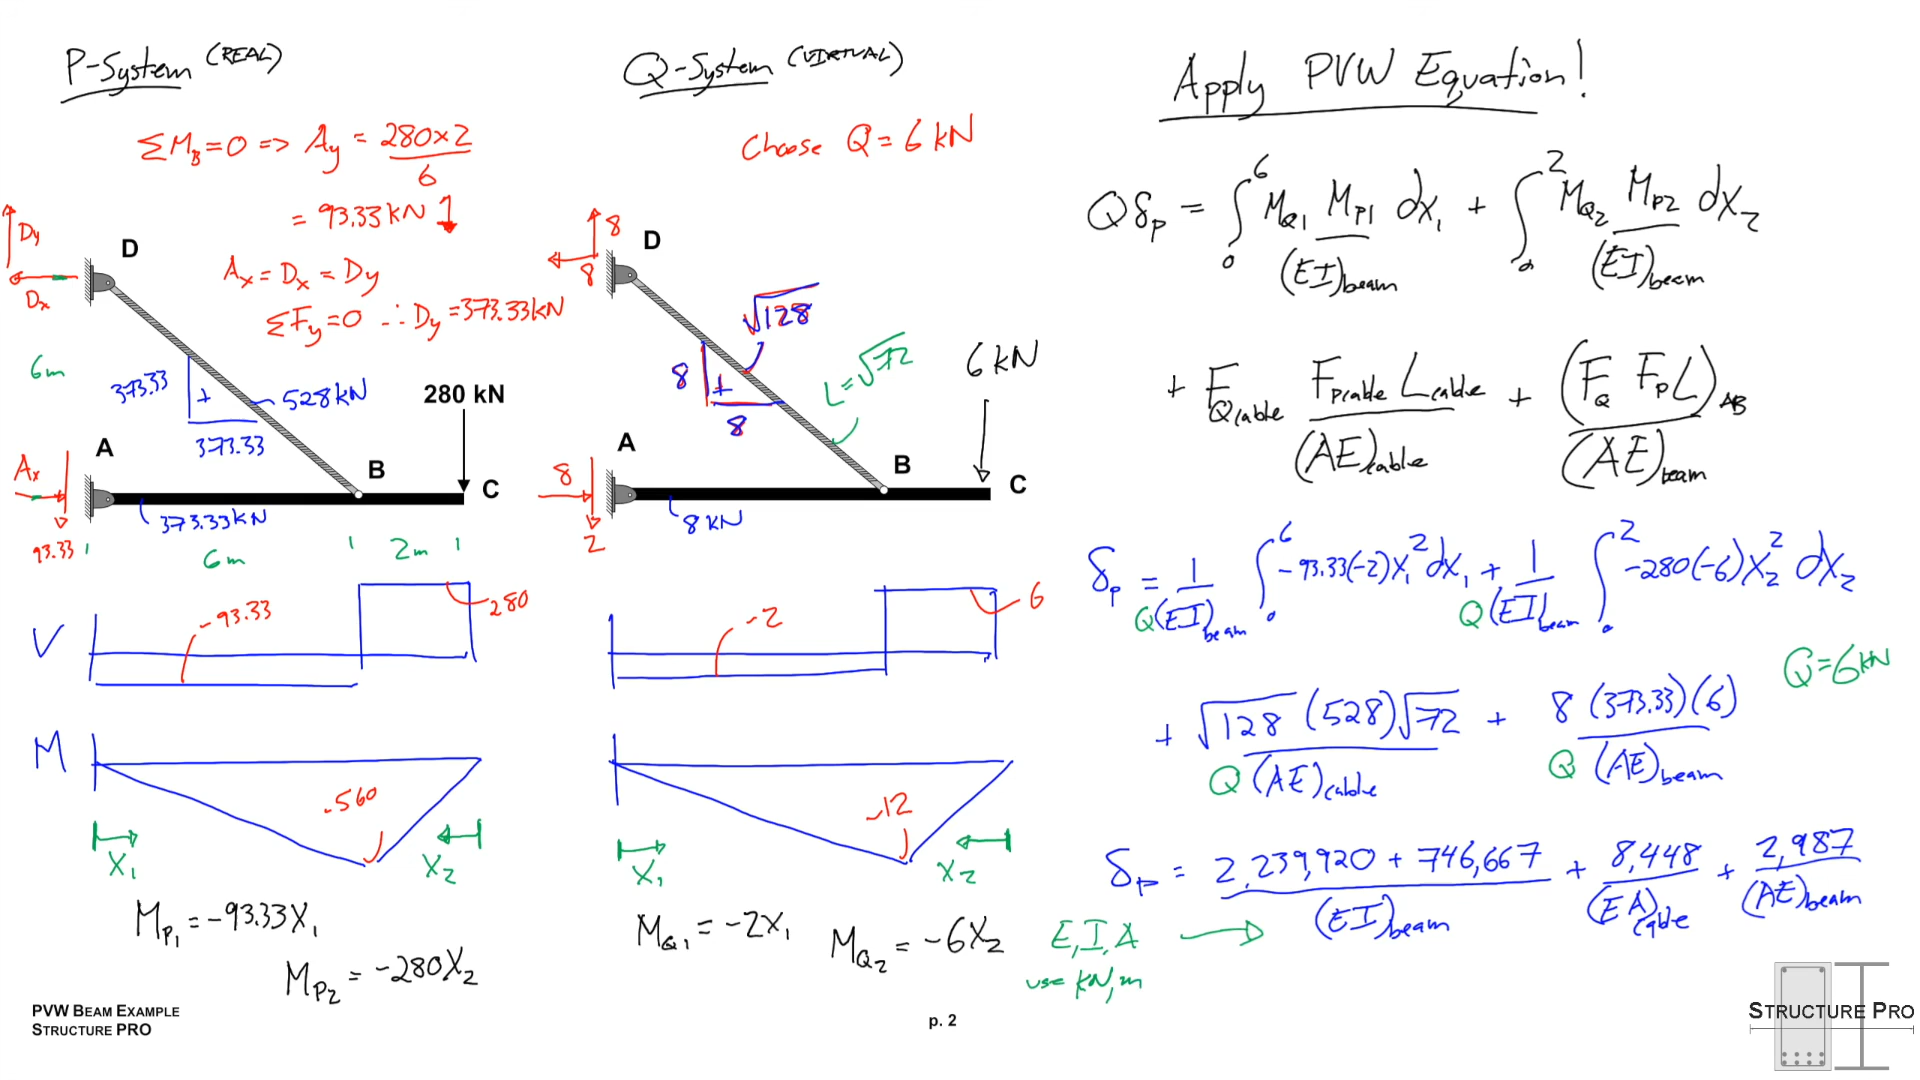 P-System (REAL)
ΣM_B = 0 => A_y = 280×2 / 6
= 93.33 kN ↓
A_x = D_x = D_y
ΣF_y = 0 ∴ D_y = 373.33 kN
D_y
D_x
D
6m
373.33
+
373.33
528 kN
280 kN
A
B
C
A_x
93.33
373.33 kN
6m
2m
V
-93.33
280
M
-560
X_1
X_2
M_P1 = -93.33X_1
M_P2 = -280X_2
Q-System (VIRTUAL)
Choose Q = 6 kN
8
8
D
√128
8
+
8
L = √72
6 kN
A
B
C
8
2
8 kN
-2
6
-12
X_1
X_2
M_Q1 = -2X_1
M_Q2 = -6X_2
Apply PVW Equation!
Qδ_p = ∫_0^6 M_Q1 M_P1 / (EI)_beam dx_1 + ∫_0^2 M_Q2 M_P2 / (EI)_beam dx_2
+ F_Qcable F_Pcable L_cable / (AE)_cable + (F_Q F_P L)_AB / (AE)_beam
δ_p = 1 / Q(EI)_beam ∫_0^6 -93.33(-2)X_1^2 dx_1 + 1 / Q(EI)_beam ∫_0^2 -280(-6)X_2^2 dx_2
Q = 6 kN
+ √128 (528)√72 / Q(AE)_cable + 8 (373.33)(6) / Q(AE)_beam
δ_p = 2,239,920 + 746,667 / (EI)_beam + 8,448 / (EA)_cable + 2,987 / (AE)_beam
E, I, A →
use kN, m
PVW BEAM EXAMPLE
STRUCTURE PRO
p. 2
STRUCTURE PRO